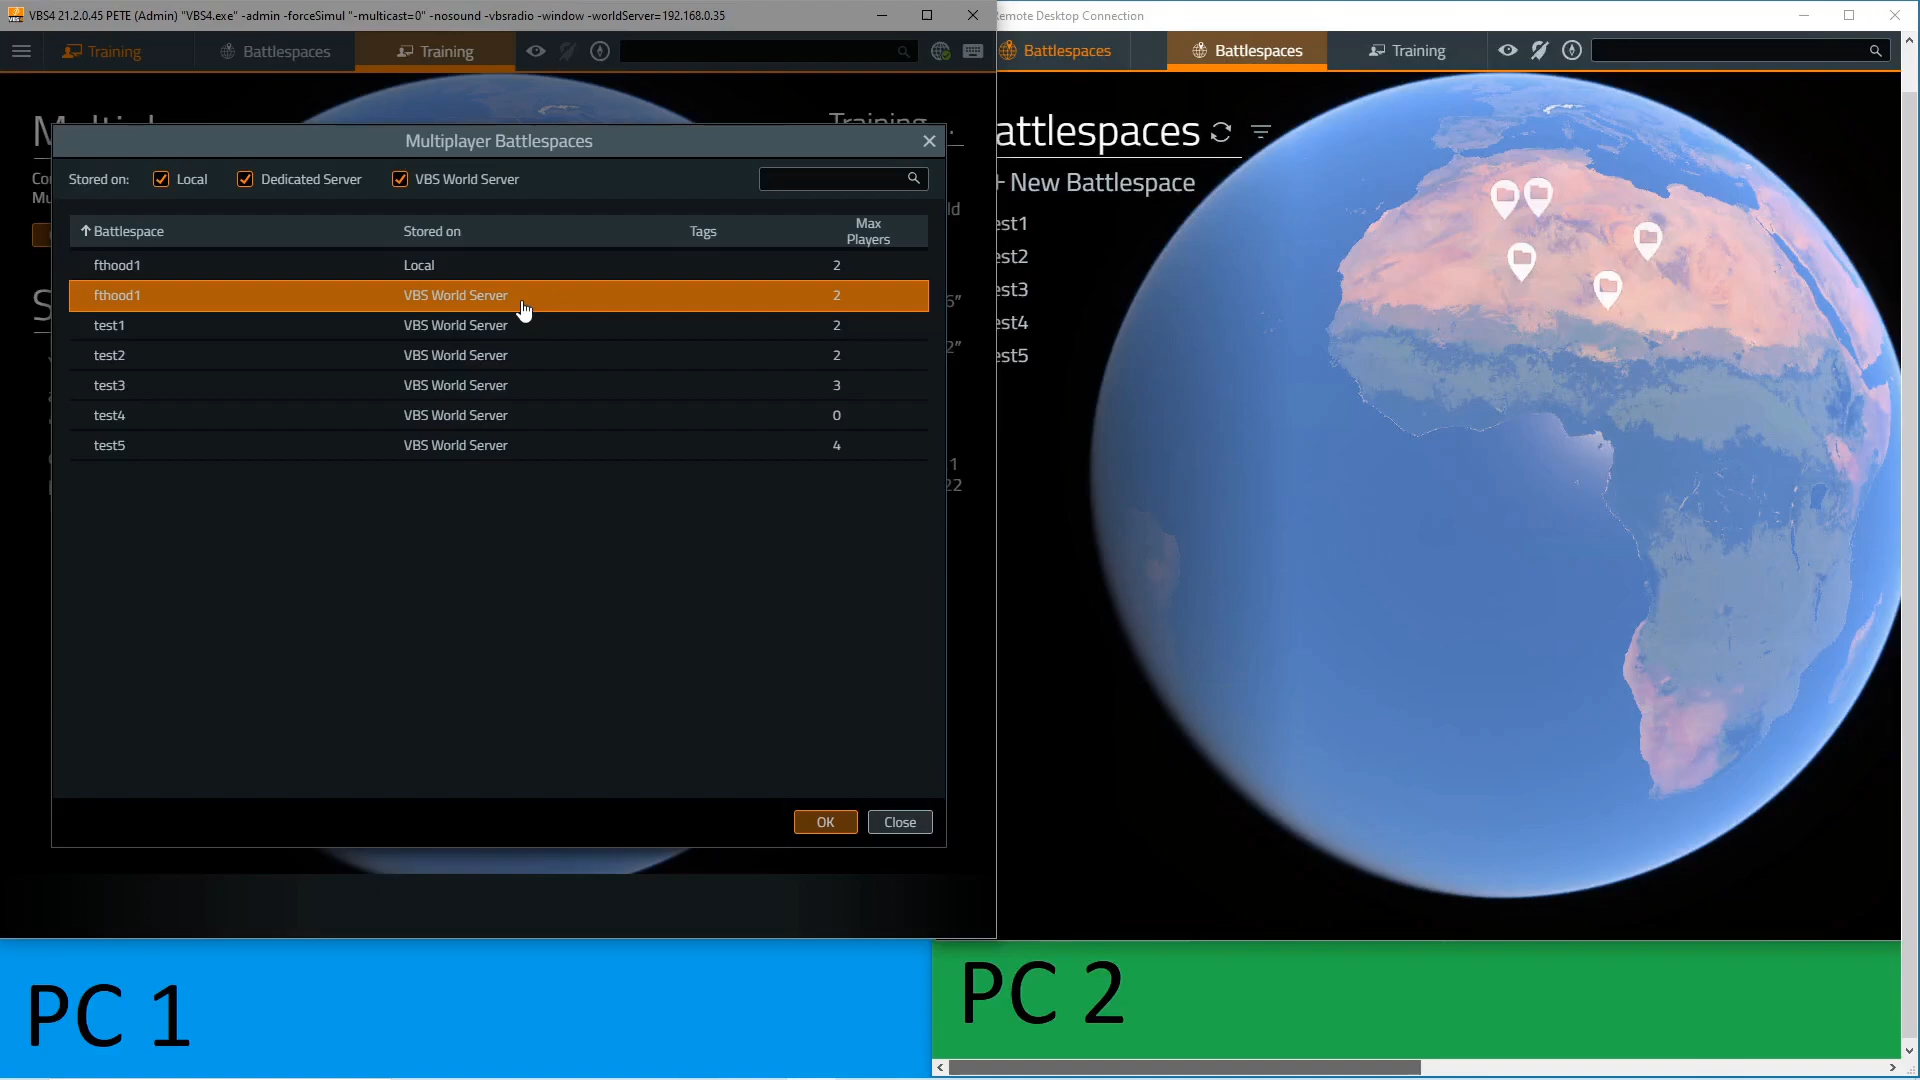 VBS4 21.2.0.45 PETE (Admin) "VBS4.exe" -admin -forceSimul "-multicast=0" -nosound -vbsradio -window -worldServer=192.168.0.35
Training
Battlespaces
Training
Multiplayer Battlespaces
Stored on:
Local
Dedicated Server
VBS World Server
Battlespace Stored on Tags Max Players
fthood1 Local 2
fthood1 VBS World Server 2
test1 VBS World Server 2
test2 VBS World Server 2
test3 VBS World Server 3
test4 VBS World Server 0
test5 VBS World Server 4
OK
Close
PC 1
emote Desktop Connection
Battlespaces
Battlespaces
Training
attlespaces
New Battlespace
est1
est2
est3
est4
est5
PC 2